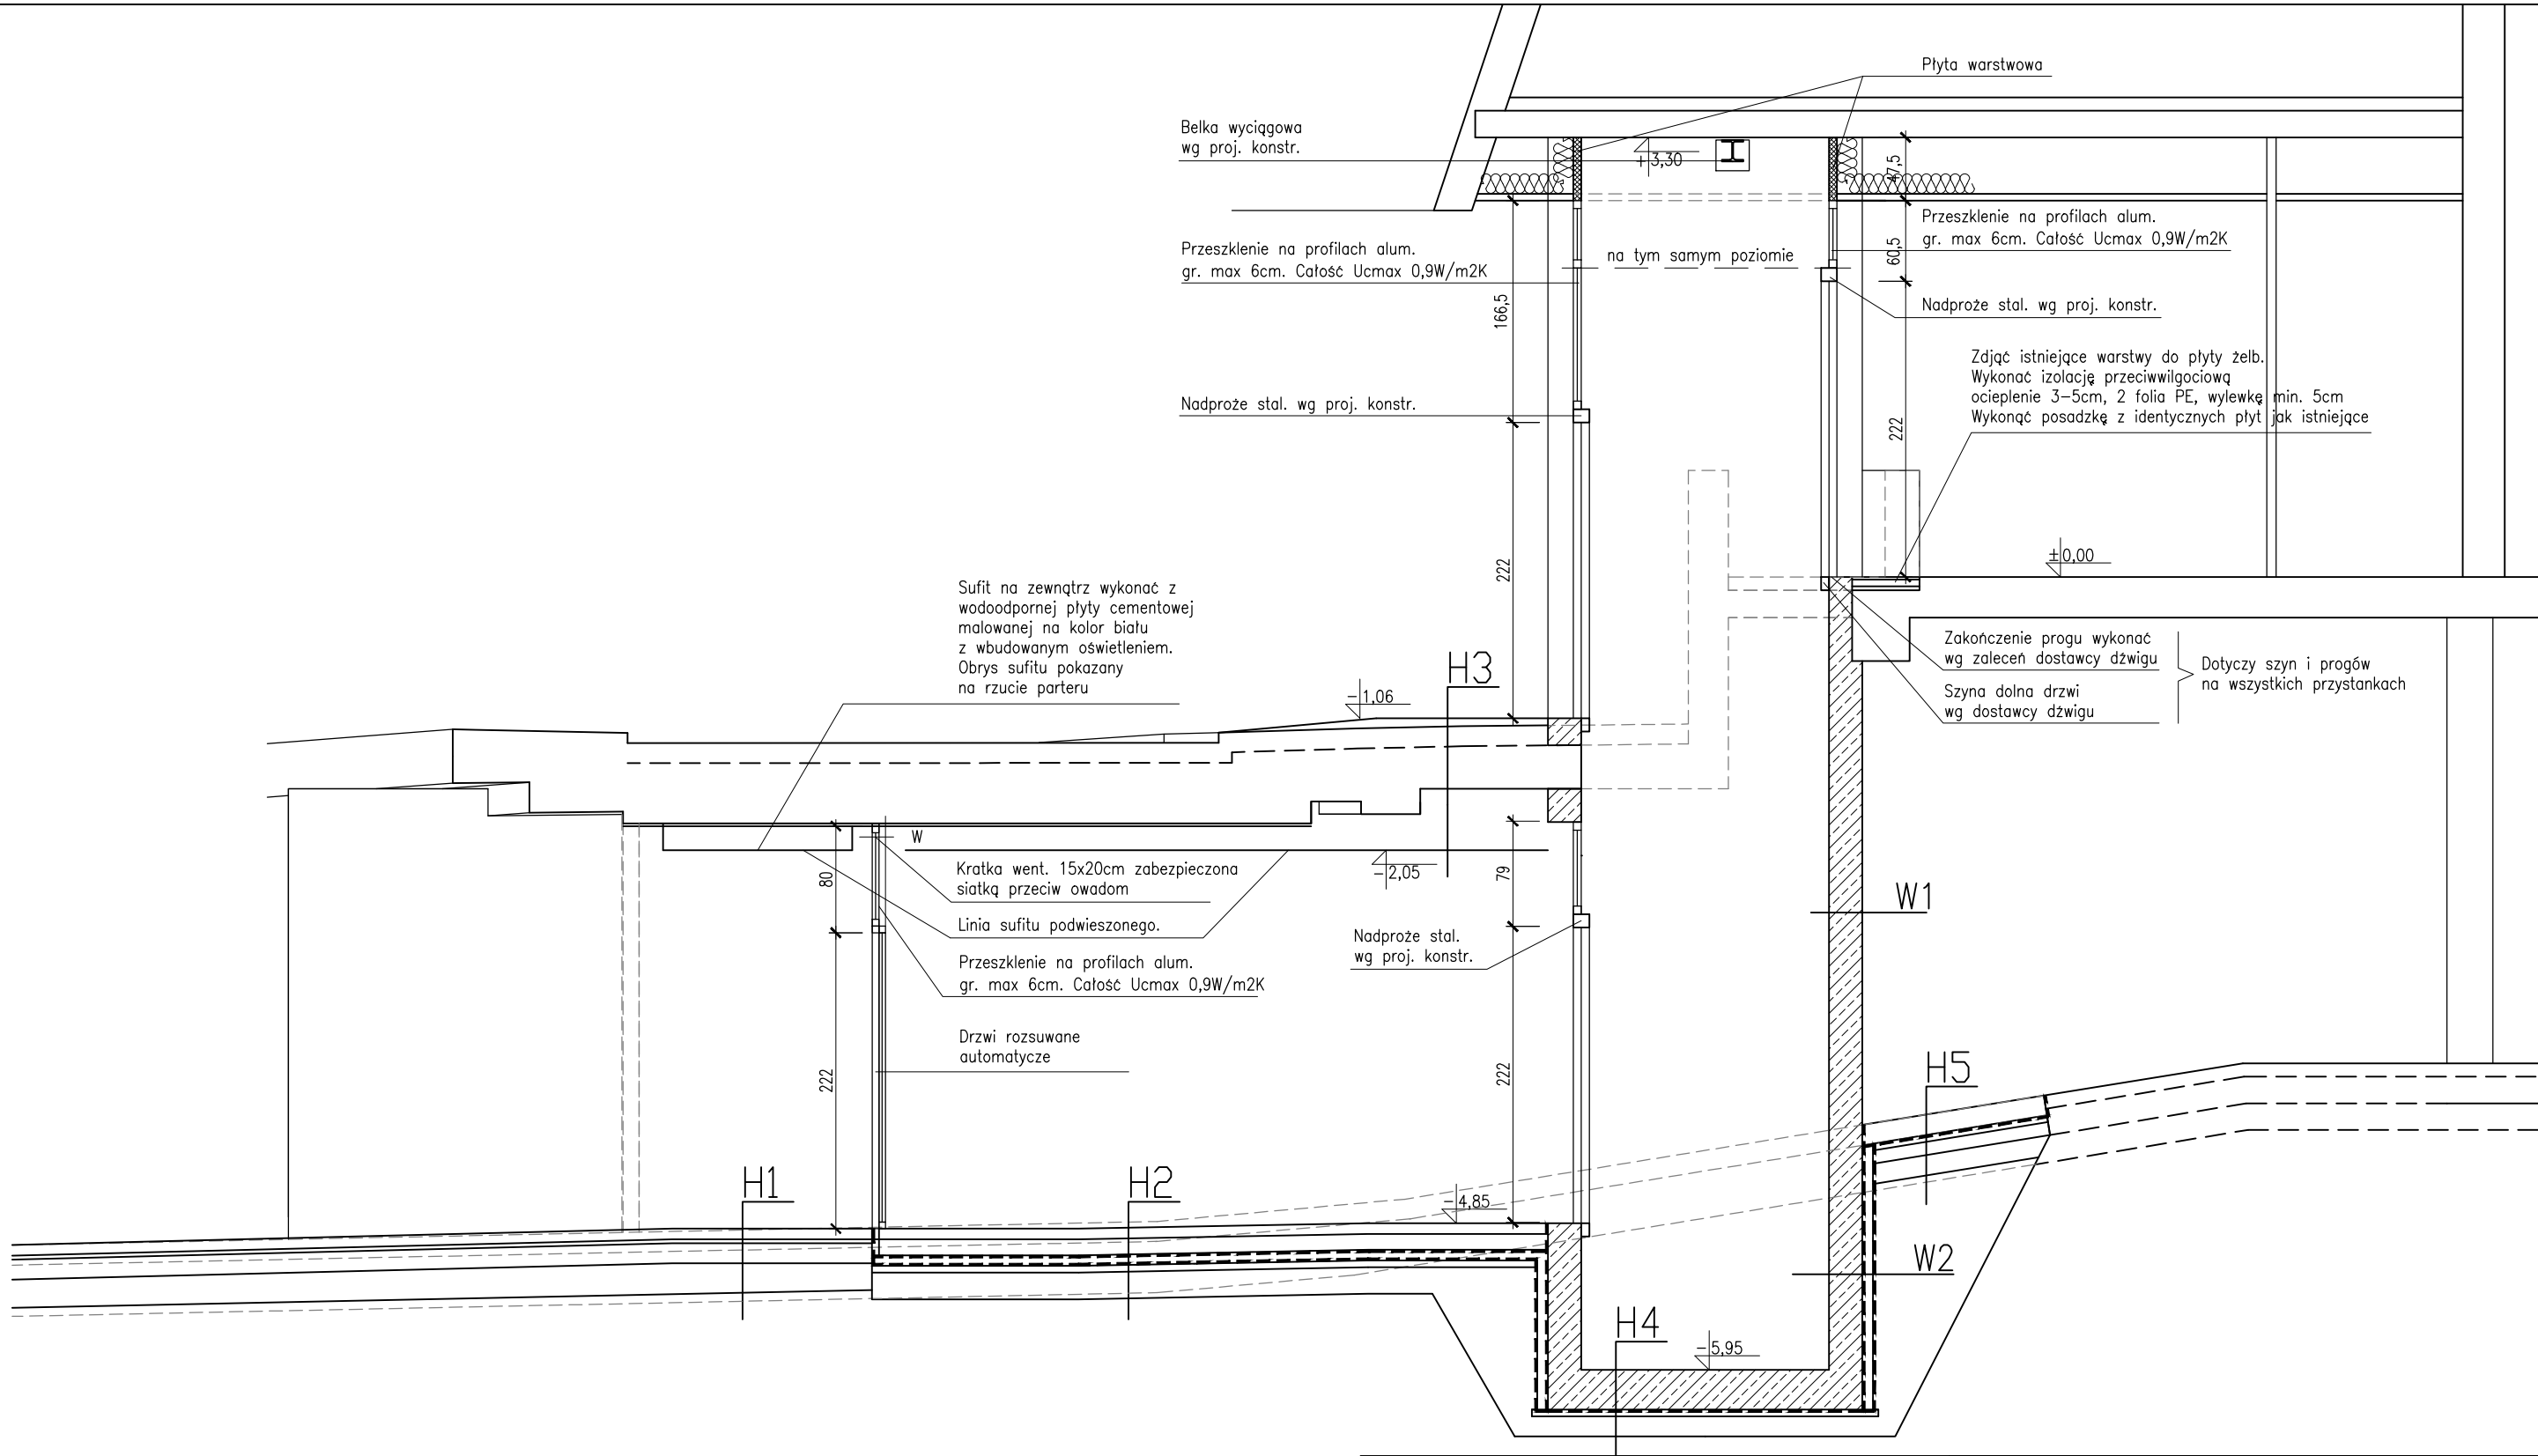 Płyta warstwowa
Belka wyciągowa
wg proj. konstr.
+3,30
47,5
Przeszklenie na profilach alum.
gr. max 6cm. Całość Ucmax 0,9W/m2K
Przeszklenie na profilach alum.
gr. max 6cm. Całość Ucmax 0,9W/m2K
na tym samym poziomie
60,5
166,5
Nadproże stal. wg proj. konstr.
Nadproże stal. wg proj. konstr.
Zdjąć istniejące warstwy do płyty żelb.
Wykonać izolację przeciwwilgociową
ocieplenie 3-5cm, 2 folia PE, wylewkę min. 5cm
Wykonąć posadzkę z identycznych płyt jak istniejące
222
222
±0,00
Sufit na zewnątrz wykonać z
wodoodpornej płyty cementowej
malowanej na kolor biału
z wbudowanym oświetleniem.
Obrys sufitu pokazany
na rzucie parteru
Zakończenie progu wykonać
wg zaleceń dostawcy dźwigu
Szyna dolna drzwi
wg dostawcy dźwigu
Dotyczy szyn i progów
na wszystkich przystankach
H3
-1,06
W
-2,05
80
79
Kratka went. 15x20cm zabezpieczona
siatką przeciw owadom
Linia sufitu podwieszonego.
Przeszklenie na profilach alum.
gr. max 6cm. Całość Ucmax 0,9W/m2K
Nadproże stal.
wg proj. konstr.
W1
Drzwi rozsuwane
automatycze
222
222
H5
H1
H2
-4,85
W2
H4
-5,95